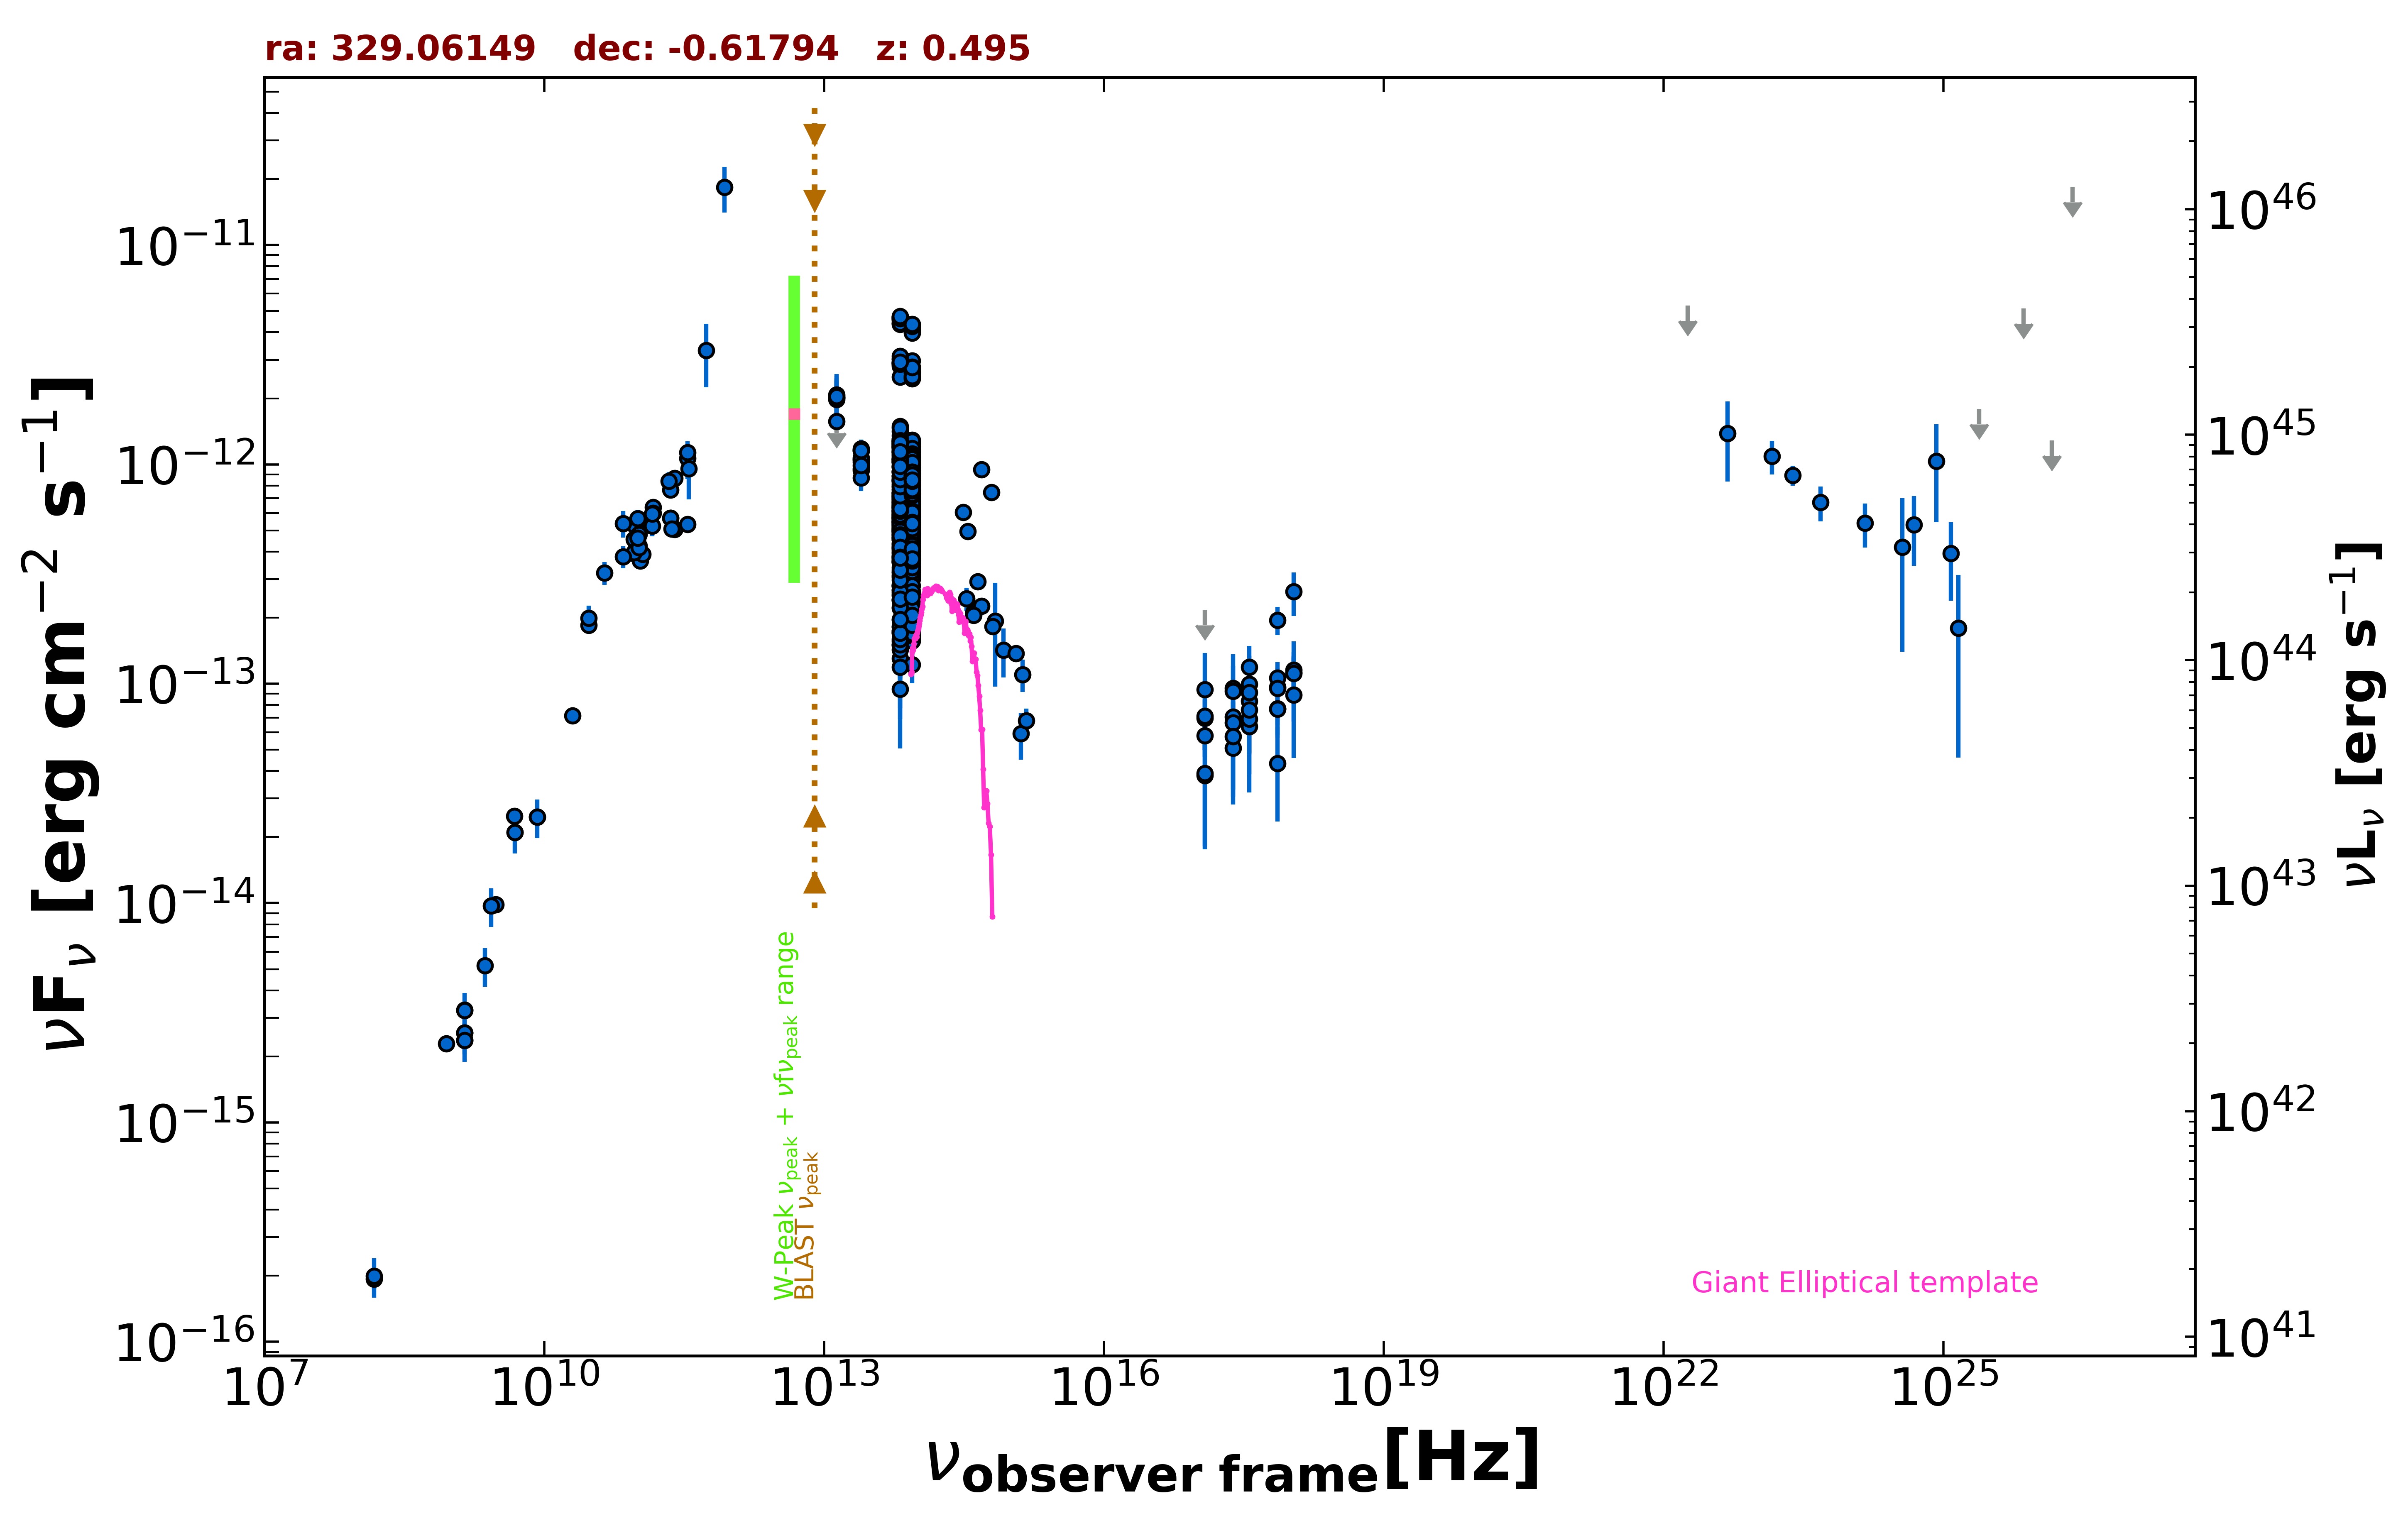 ra: 329.06149   dec: -0.61794   z: 0.495
νFν [erg cm⁻² s⁻¹]
10⁻¹¹
10⁻¹²
10⁻¹³
10⁻¹⁴
10⁻¹⁵
10⁻¹⁶
W-Peak νpeak + νfνpeak range
BLAST νpeak
Giant Elliptical template
10⁴⁶
10⁴⁵
10⁴⁴
10⁴³
10⁴²
10⁴¹
νLν [erg s⁻¹]
10⁷ 10¹⁰ 10¹³ 10¹⁶ 10¹⁹ 10²² 10²⁵
νobserver frame[Hz]